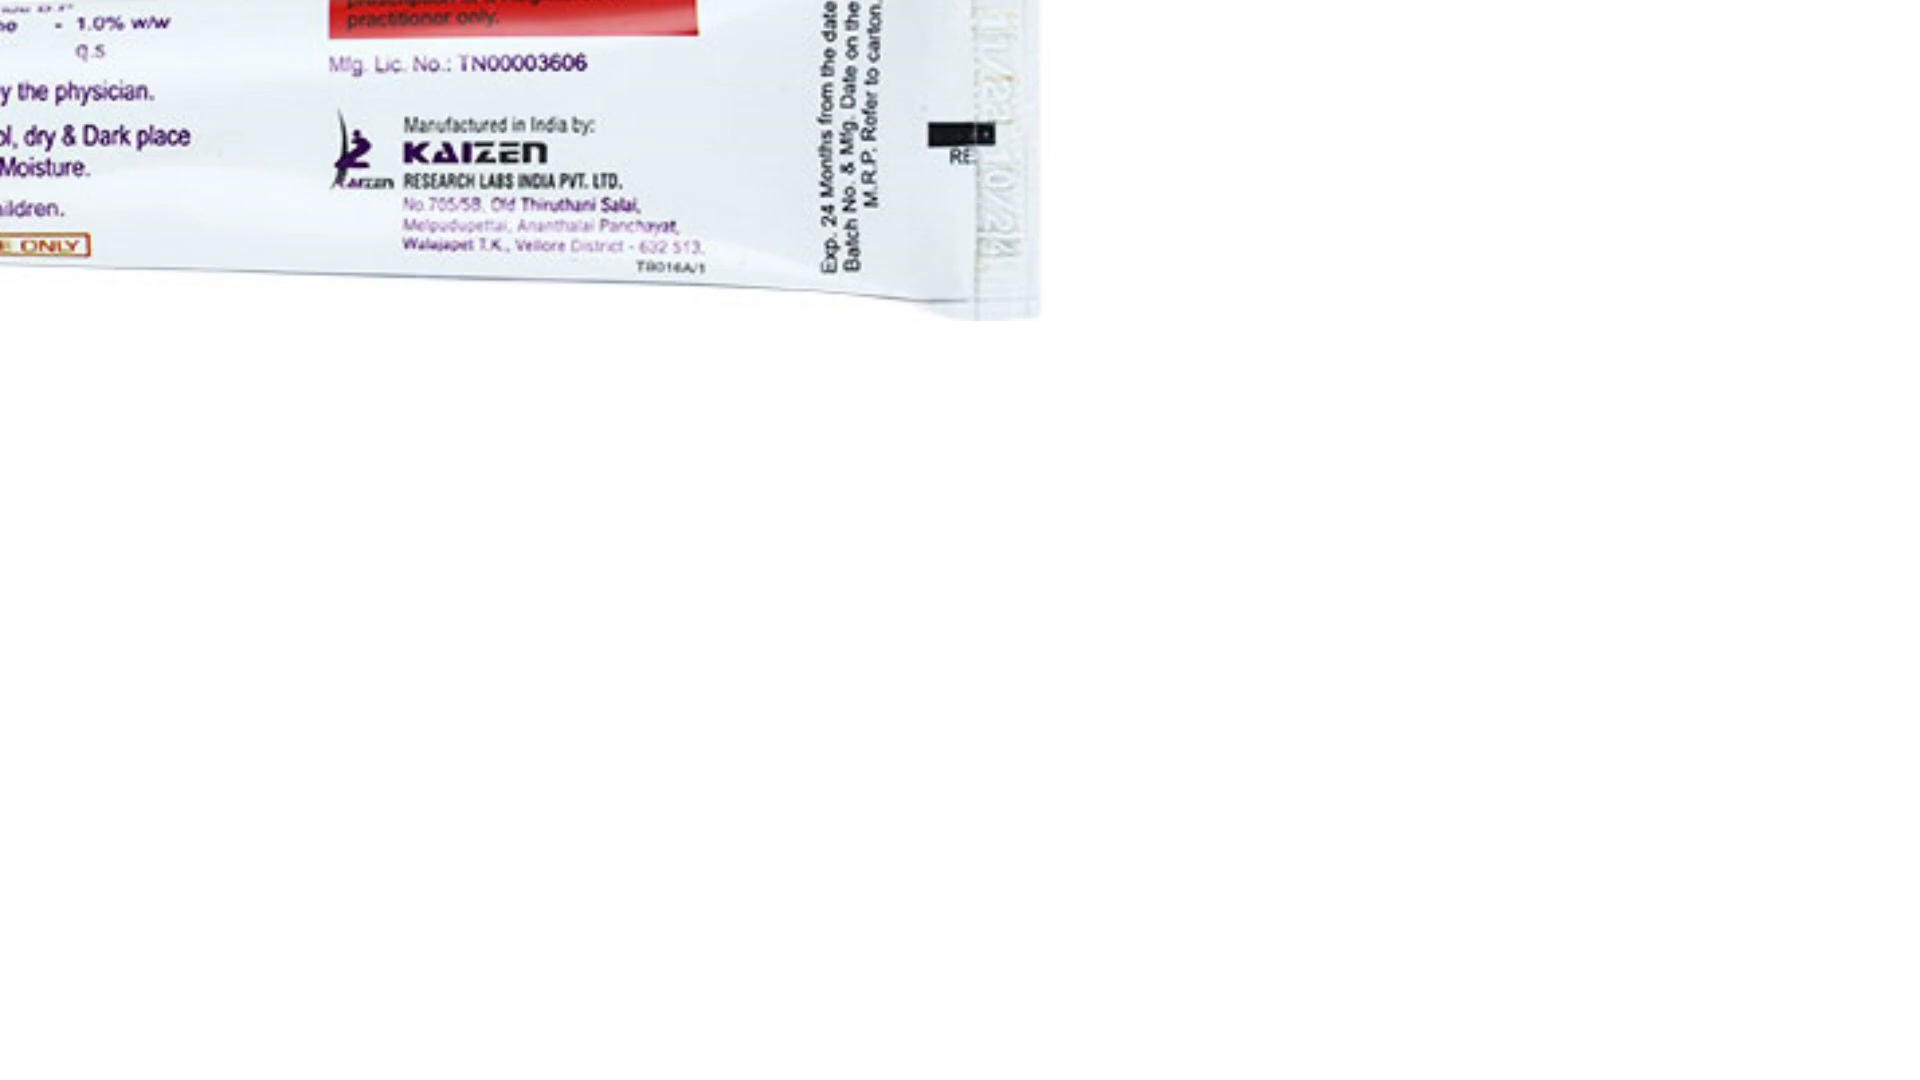 - 1.0% w/w
q.s
y the physician.
ol, dry & Dark place
Moisture.
ildren.
ONLY
practitioner only.
Mfg. Lic. No.: TN00003606
Manufactured in India by:
KAIZEN
KAIZEN
RESEARCH LABS INDIA PVT. LTD.
No.705/5B, Old Thiruthani Salai,
Melpudupettai, Ananthalai Panchayat,
Walajapet T.K., Vellore District - 632 513.
Exp. 24 Months from the date
Batch No. & Mfg. Date on the
M.R.P. Refer to carton.
RE
10/24